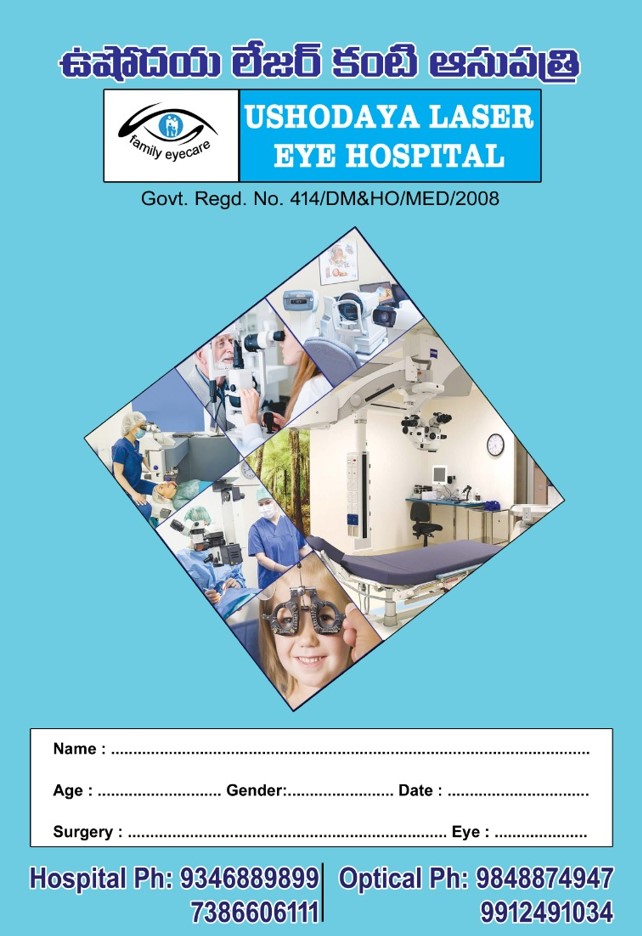 ఉషోదయ లేజర్ కంటి ఆసుపత్రి
family eyecare
USHODAYA LASER
EYE HOSPITAL
Govt. Regd. No. 414/DM&HO/MED/2008
Name : ............................................................................................................
Age : ............................ Gender:........................ Date : ................................
Surgery : ........................................................................ Eye : .....................
Hospital Ph: 9346889899
7386606111
Optical Ph: 9848874947
9912491034